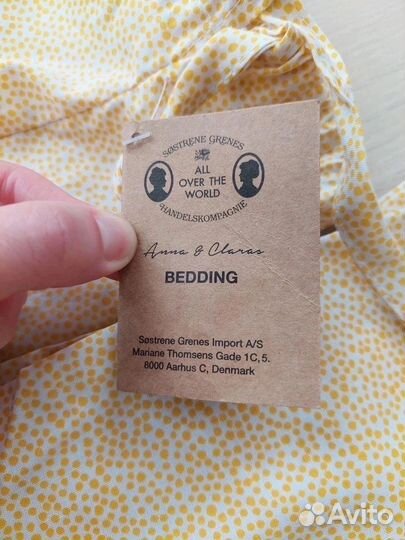 SØSTRENE GRENES
ALL
OVER THE
WORLD
HANDELSKOMPAGNIE
Anna & Claras
BEDDING
Søstrene Grenes Import A/S
Mariane Thomsens Gade 1C, 5.
8000 Aarhus C, Denmark
Avito